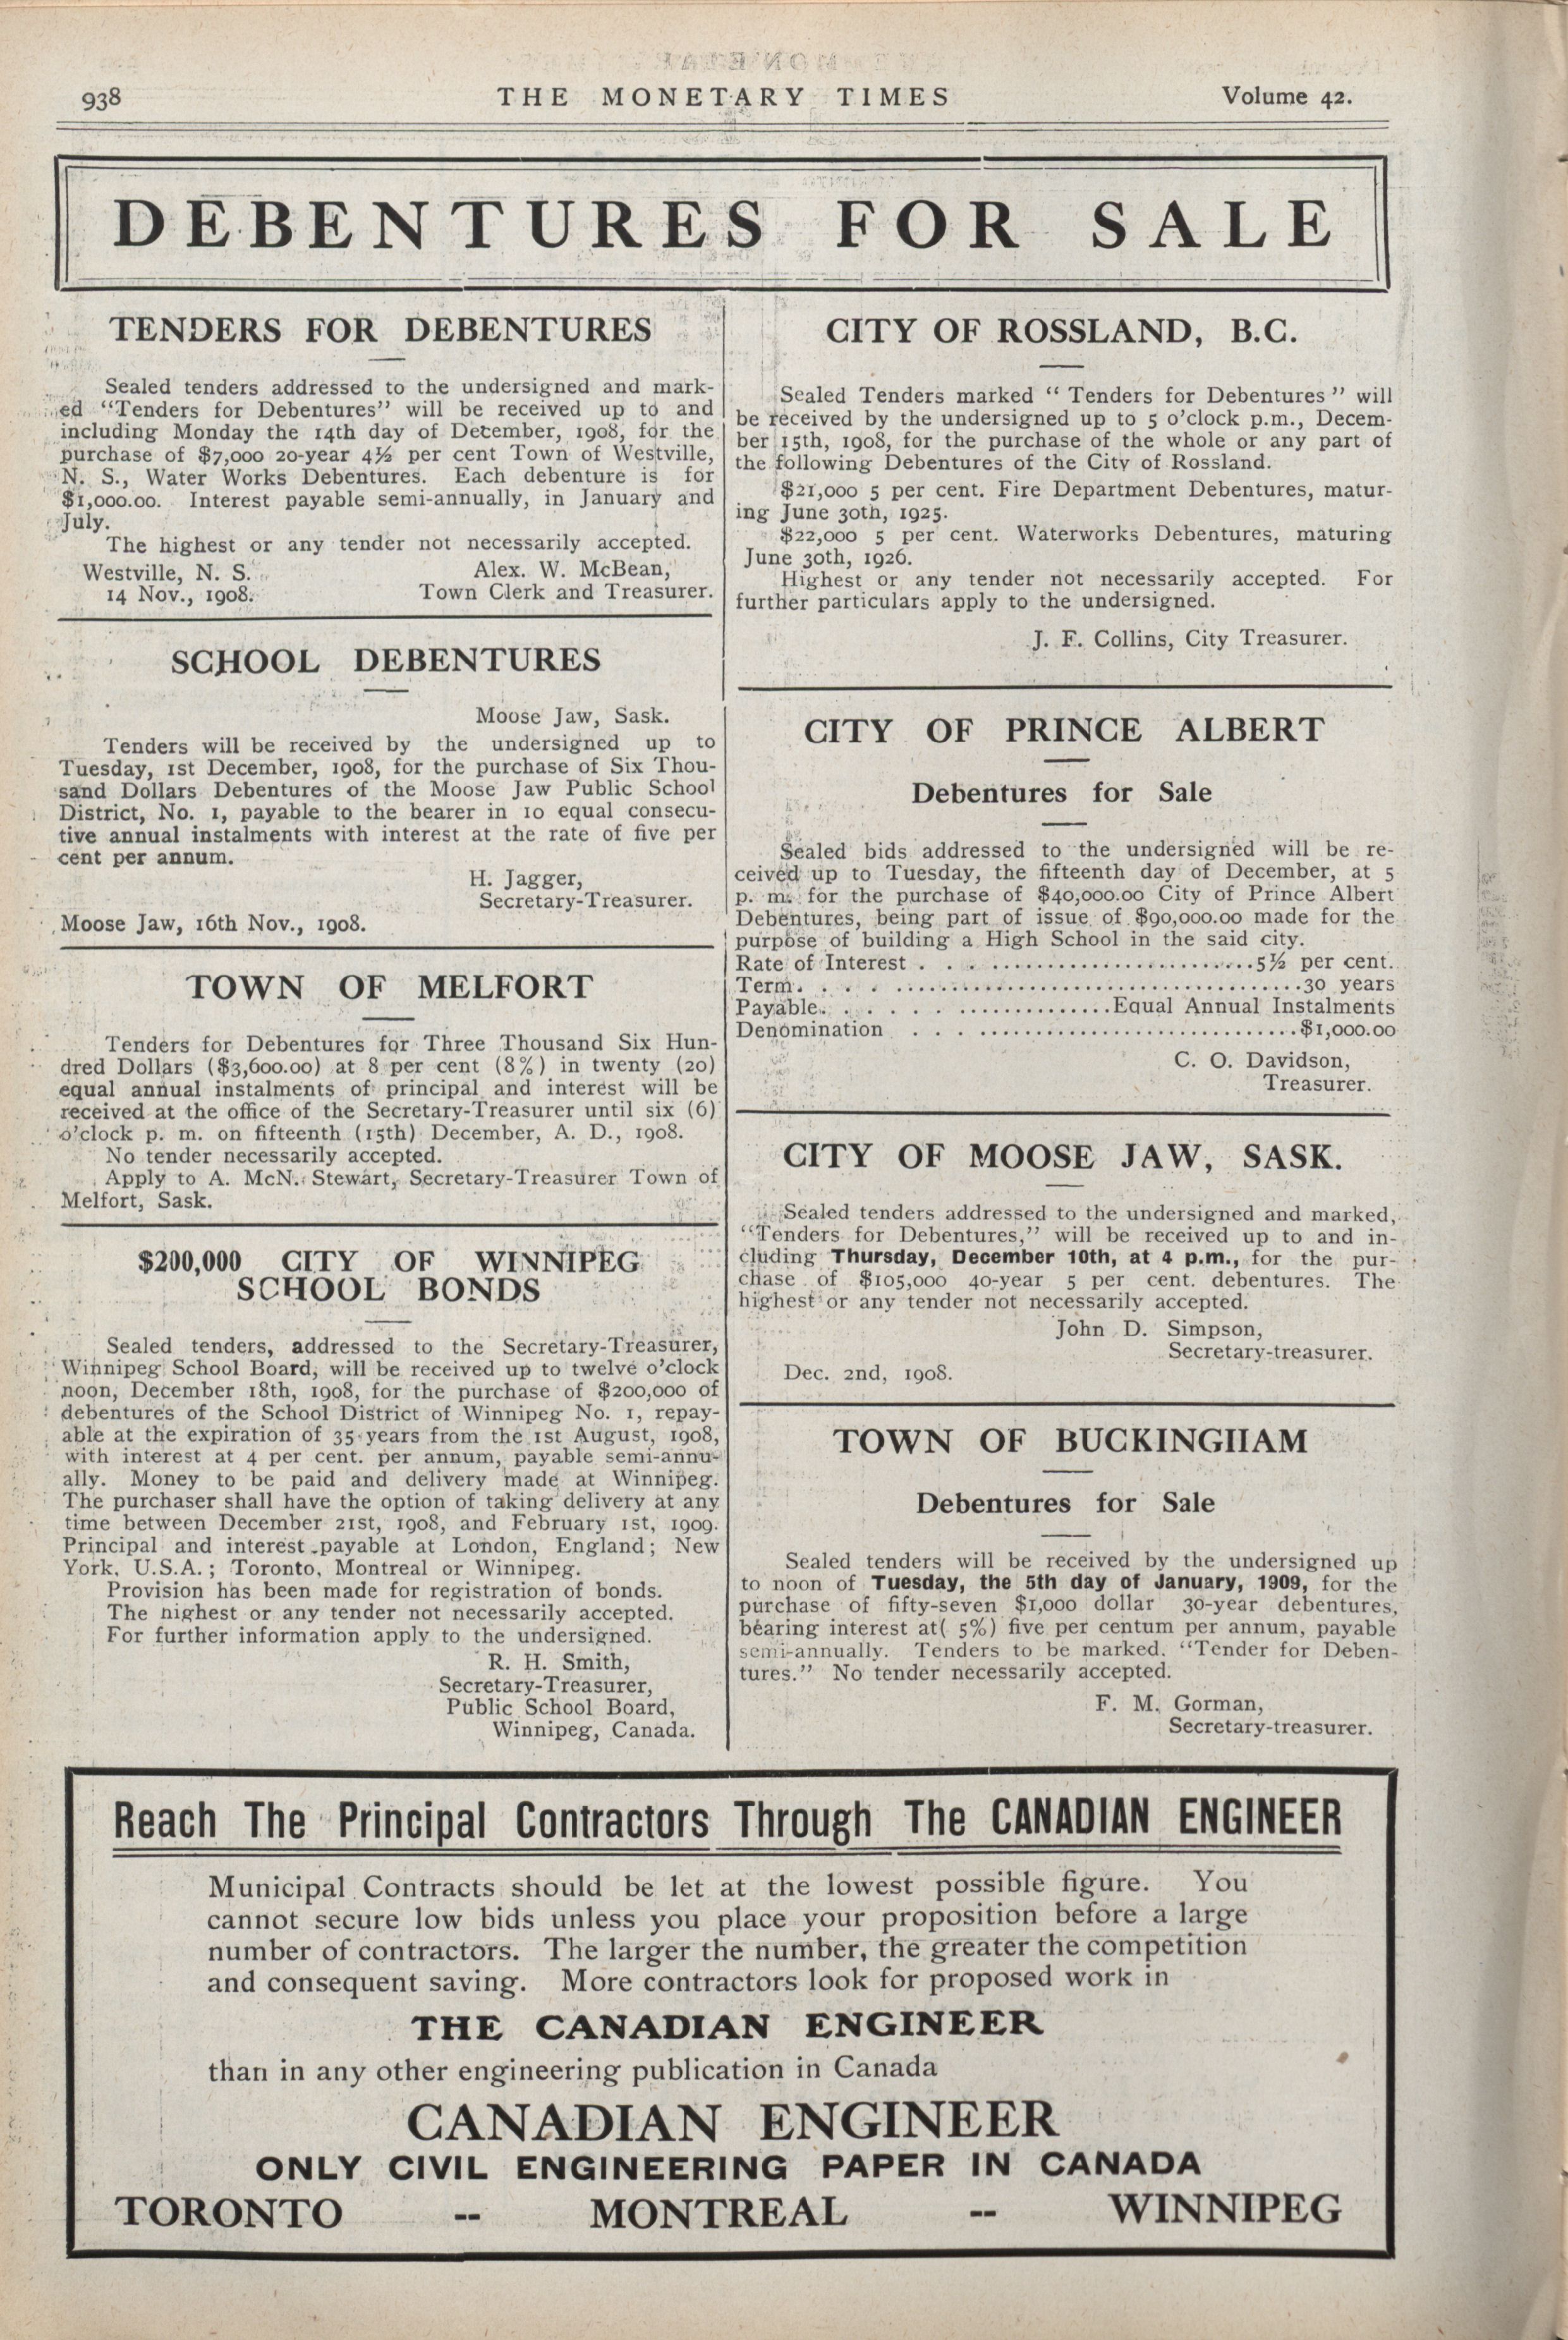 938
THE MONETARY TIMES
Volume 42.
DEBENTURES FOR SALE
TENDERS FOR DEBENTURES
Sealed tenders addressed to the undersigned and mark-
ed "Tenders for Debentures" will be received up to and
including Monday the 14th day of December, 1908, for the
purchase of $7,000 20-year 4½ per cent Town of Westville,
N. S., Water Works Debentures. Each debenture is for
$1,000.00. Interest payable semi-annually, in January and
July.
The highest or any tender not necessarily accepted.
Westville, N. S.
Alex. W. McBean,
14 Nov., 1908.
Town Clerk and Treasurer.
SCHOOL DEBENTURES
Moose Jaw, Sask.
Tenders will be received by the undersigned up to
Tuesday, 1st December, 1908, for the purchase of Six Thou-
sand Dollars Debentures of the Moose Jaw Public School
District, No. 1, payable to the bearer in 10 equal consecu-
tive annual instalments with interest at the rate of five per
cent per annum.
H. Jagger,
Secretary-Treasurer.
Moose Jaw, 16th Nov., 1908.
TOWN OF MELFORT
Tenders for Debentures for Three Thousand Six Hun-
dred Dollars ($3,600.00) at 8 per cent (8%) in twenty (20)
equal annual instalments of principal and interest will be
received at the office of the Secretary-Treasurer until six (6)
o'clock p. m. on fifteenth (15th) December, A. D., 1908.
No tender necessarily accepted.
Apply to A. McN. Stewart, Secretary-Treasurer Town of
Melfort, Sask.
$200,000 CITY OF WINNIPEG
SCHOOL BONDS
Sealed tenders, addressed to the Secretary-Treasurer,
Winnipeg School Board, will be received up to twelve o'clock
noon, December 18th, 1908, for the purchase of $200,000 of
debentures of the School District of Winnipeg No. 1, repay-
able at the expiration of 35 years from the 1st August, 1908,
with interest at 4 per cent. per annum, payable semi-annu-
ally. Money to be paid and delivery made at Winnipeg.
The purchaser shall have the option of taking delivery at any
time between December 21st, 1908, and February 1st, 1909.
Principal and interest payable at London, England; New
York, U.S.A.; Toronto, Montreal or Winnipeg.
Provision has been made for registration of bonds.
The highest or any tender not necessarily accepted.
For further information apply to the undersigned.
R. H. Smith,
Secretary-Treasurer,
Public School Board,
Winnipeg, Canada.
CITY OF ROSSLAND, B.C.
Sealed Tenders marked " Tenders for Debentures " will
be received by the undersigned up to 5 o'clock p.m., Decem-
ber 15th, 1908, for the purchase of the whole or any part of
the following Debentures of the City of Rossland.
$21,000 5 per cent. Fire Department Debentures, matur-
ing June 30th, 1925.
$22,000 5 per cent. Waterworks Debentures, maturing
June 30th, 1926.
Highest or any tender not necessarily accepted. For
further particulars apply to the undersigned.
J. F. Collins, City Treasurer.
CITY OF PRINCE ALBERT
Debentures for Sale
Sealed bids addressed to the undersigned will be re-
ceived up to Tuesday, the fifteenth day of December, at 5
p. m. for the purchase of $40,000.00 City of Prince Albert
Debentures, being part of issue of $90,000.00 made for the
purpose of building a High School in the said city.
Rate of Interest . . . ..........................5½ per cent.
Term. . . . . .......................................30 years
Payable. . . . . . ...............Equal Annual Instalments
Denomination . . . ...........................$1,000.00
C. O. Davidson,
Treasurer.
CITY OF MOOSE JAW, SASK.
Sealed tenders addressed to the undersigned and marked,
"Tenders for Debentures," will be received up to and in-
cluding Thursday, December 10th, at 4 p.m., for the pur-
chase of $105,000 40-year 5 per cent. debentures. The
highest or any tender not necessarily accepted.
John D. Simpson,
Secretary-treasurer.
Dec. 2nd, 1908.
TOWN OF BUCKINGHAM
Debentures for Sale
Sealed tenders will be received by the undersigned up
to noon of Tuesday, the 5th day of January, 1909, for the
purchase of fifty-seven $1,000 dollar 30-year debentures,
bearing interest at( 5%) five per centum per annum, payable
semi-annually. Tenders to be marked. "Tender for Deben-
tures." No tender necessarily accepted.
F. M. Gorman,
Secretary-treasurer.
Reach The Principal Contractors Through The CANADIAN ENGINEER
Municipal Contracts should be let at the lowest possible figure. You
cannot secure low bids unless you place your proposition before a large
number of contractors. The larger the number, the greater the competition
and consequent saving. More contractors look for proposed work in
THE CANADIAN ENGINEER
than in any other engineering publication in Canada
CANADIAN ENGINEER
ONLY CIVIL ENGINEERING PAPER IN CANADA
TORONTO -- MONTREAL -- WINNIPEG